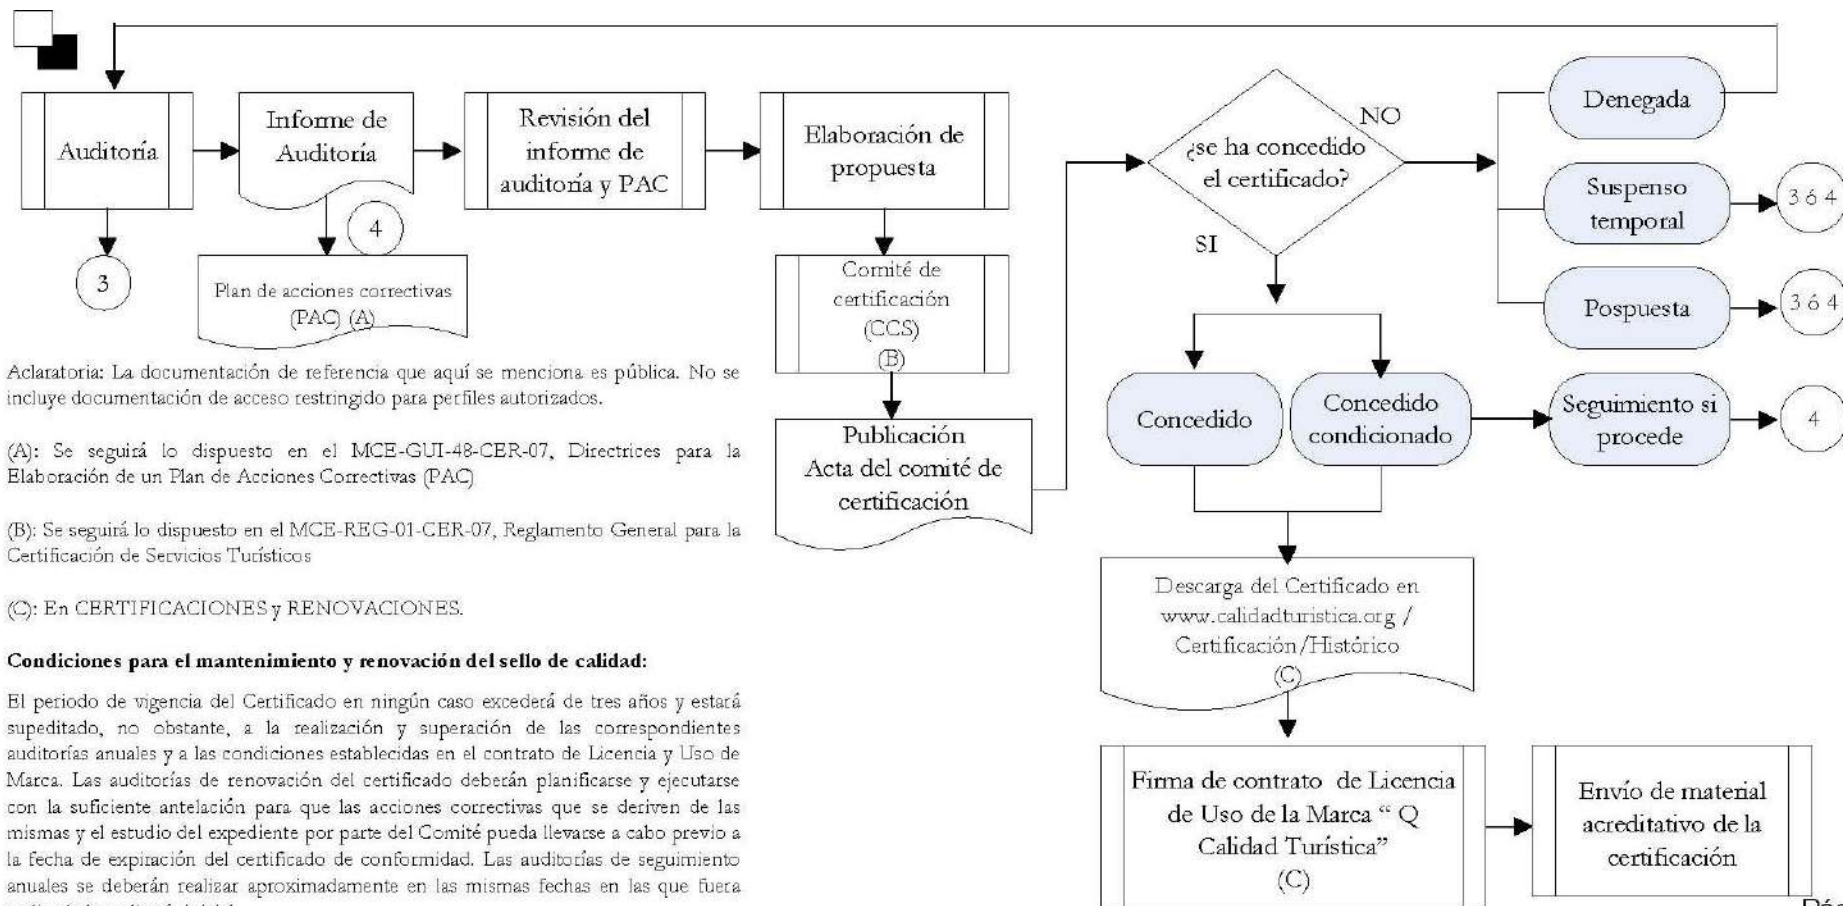 Auditoría
Informe de
Auditoría
Revisión del
informe de
auditoría y PAC
Elaboración de
propuesta
¿se ha concedido
el certificado?
NO
SI
Denegada
Suspenso
temporal
3 6 4
Pospuesta
3 6 4
3
4
Plan de acciones correctivas
(PAC) (A)
Comité de
certificación
(CCS)
(B)
Publicación
Acta del comité de
certificación
Concedido
Concedido
condicionado
Seguimiento si
procede
4
Aclaratoria: La documentación de referencia que aquí se menciona es pública. No se
incluye documentación de acceso restringido para perfiles autorizados.
(A): Se seguirá lo dispuesto en el MCE-GUI-48-CER-07, Directrices para la
Elaboración de un Plan de Acciones Correctivas (PAC)
(B): Se seguirá lo dispuesto en el MCE-REG-01-CER-07, Reglamento General para la
Certificación de Servicios Turísticos
(C): En CERTIFICACIONES y RENOVACIONES.
Condiciones para el mantenimiento y renovación del sello de calidad:
El periodo de vigencia del Certificado en ningún caso excederá de tres años y estará
supeditado, no obstante, a la realización y superación de las correspondientes
auditorías anuales y a las condiciones establecidas en el contrato de Licencia y Uso de
Marca. Las auditorías de renovación del certificado deberán planificarse y ejecutarse
con la suficiente antelación para que las acciones correctivas que se deriven de las
mismas y el estudio del expediente por parte del Comité pueda llevarse a cabo previo a
la fecha de expiración del certificado de conformidad. Las auditorías de seguimiento
anuales se deberán realizar aproximadamente en las mismas fechas en las que fuera
Descarga del Certificado en
www.calidadturistica.org /
Certificación/Histórico
(C)
Firma de contrato de Licencia
de Uso de la Marca “ Q
Calidad Turística”
(C)
Envío de material
acreditativo de la
certificación